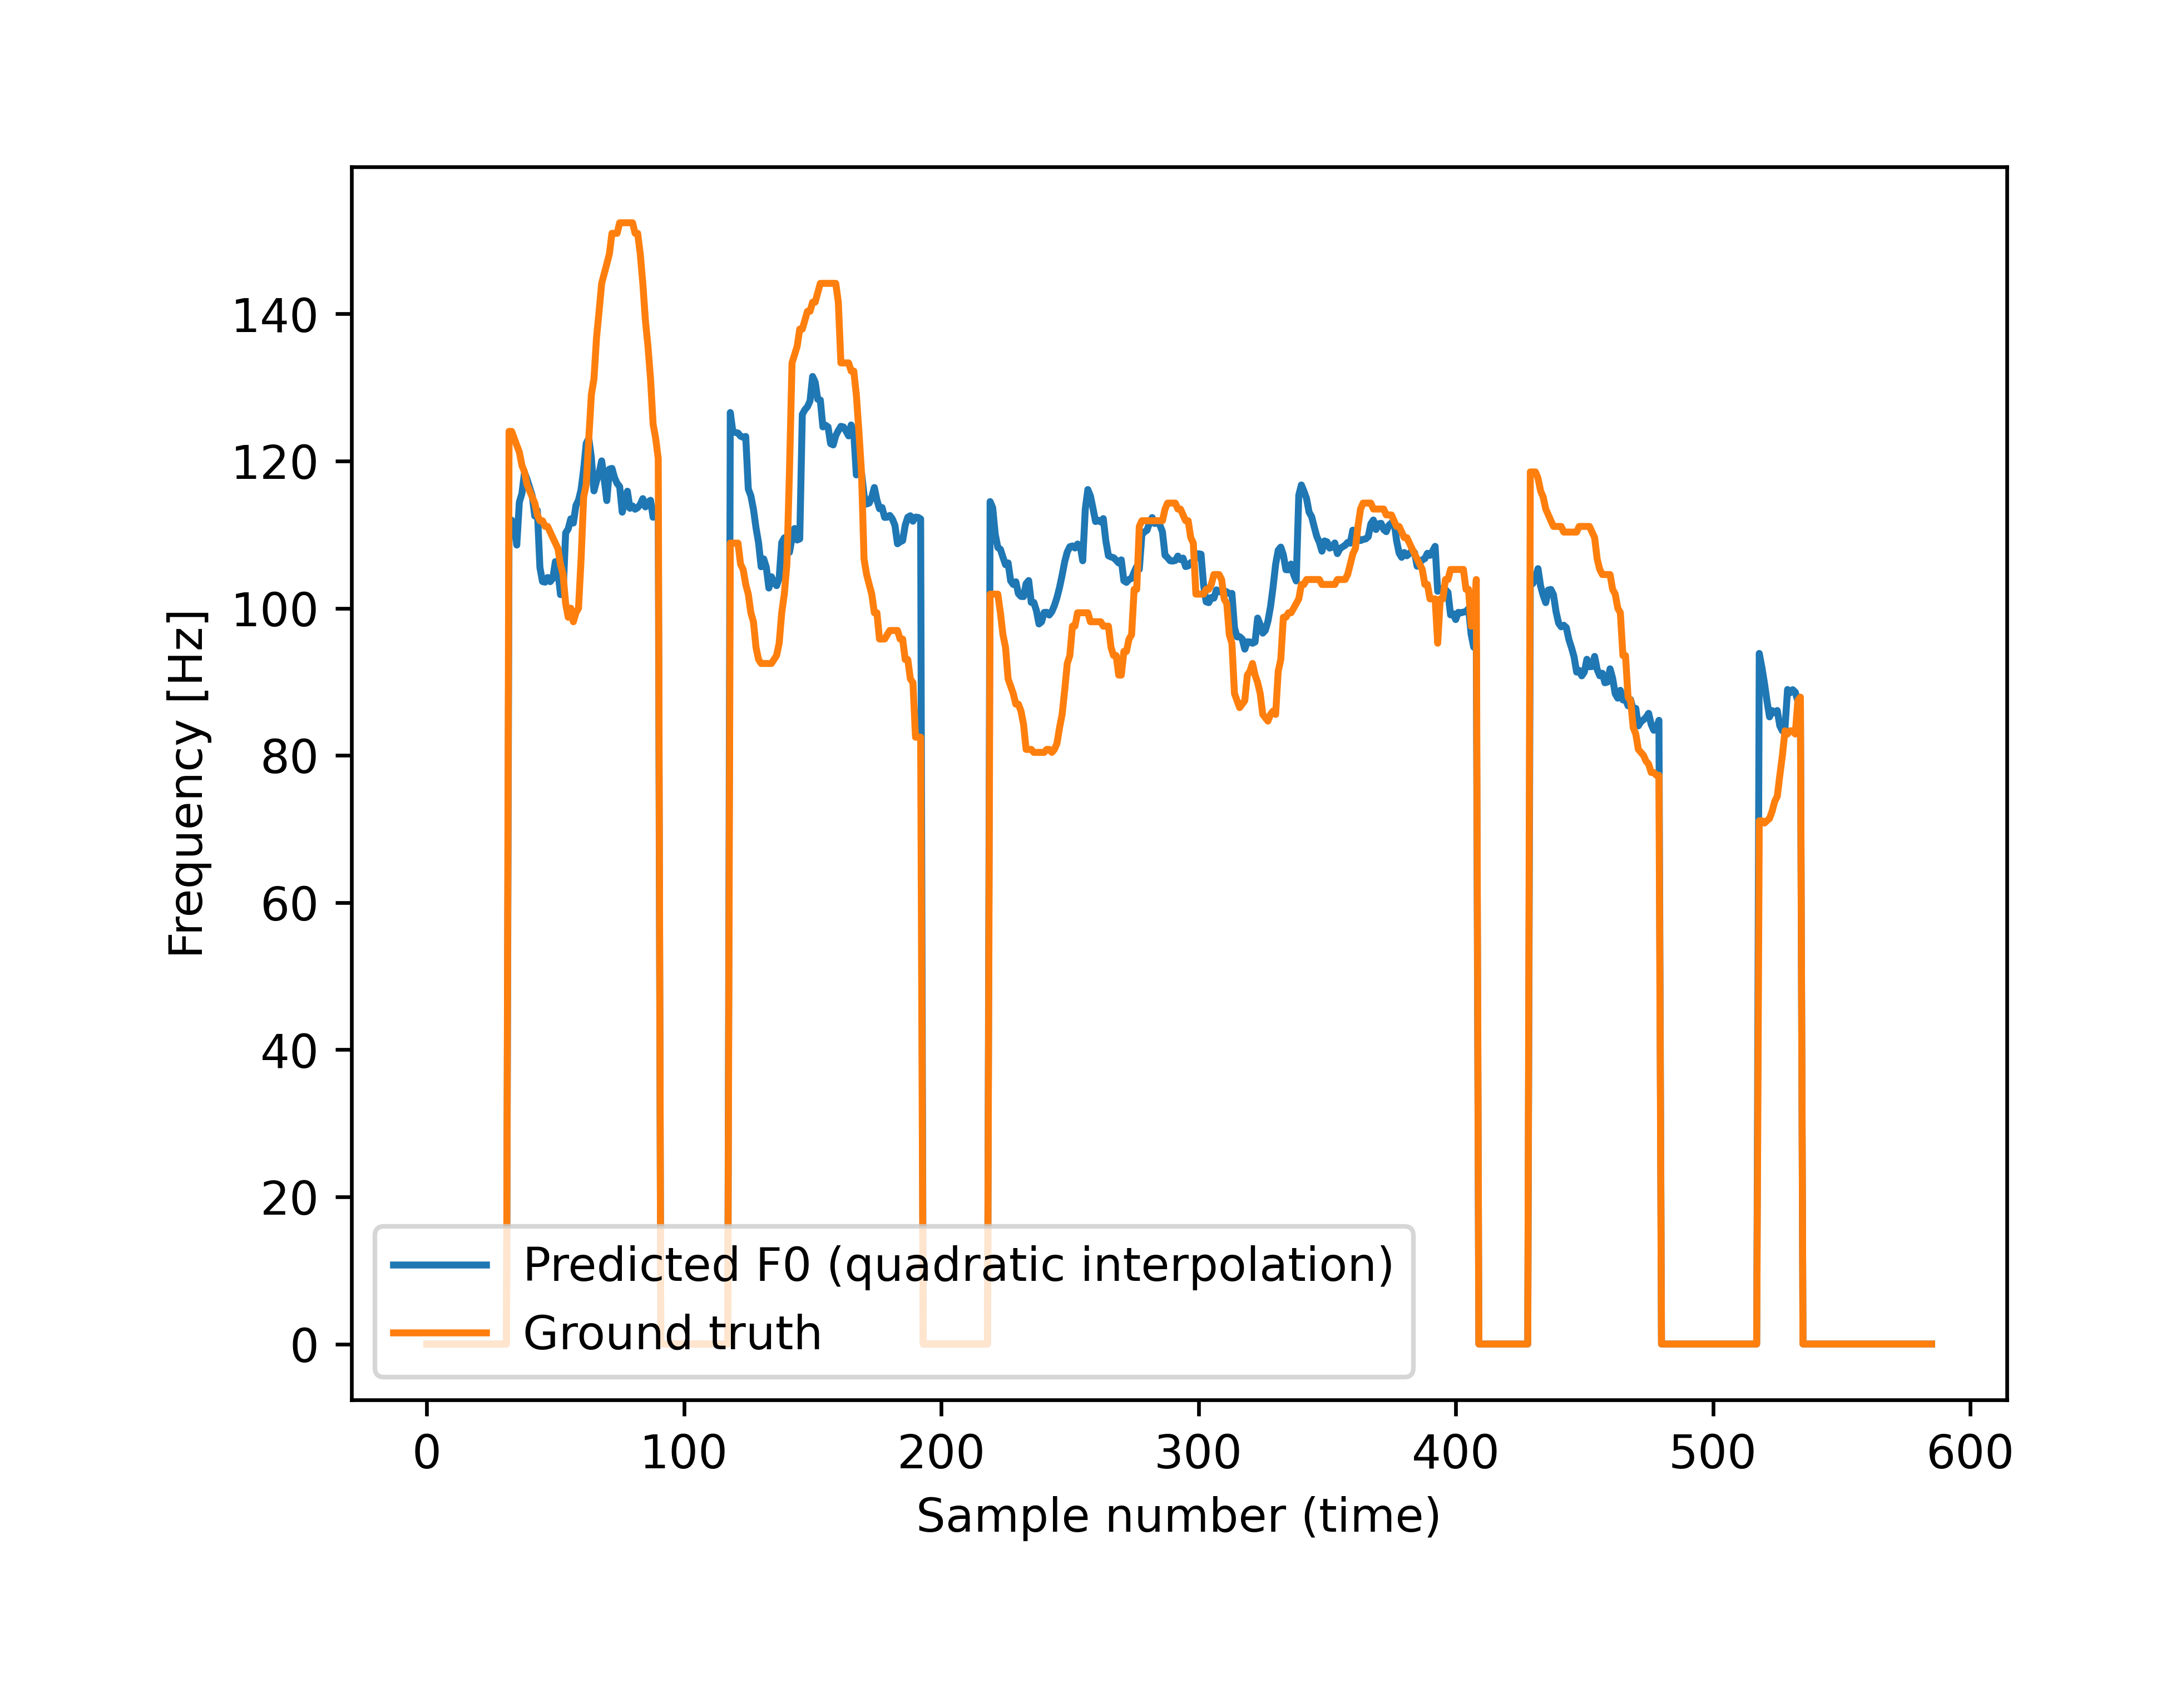 Frequency [Hz]
140
120
100
80
60
40
20
0
Predicted F0 (quadratic interpolation)
Ground truth
0 100 200 300 400 500 600
Sample number (time)